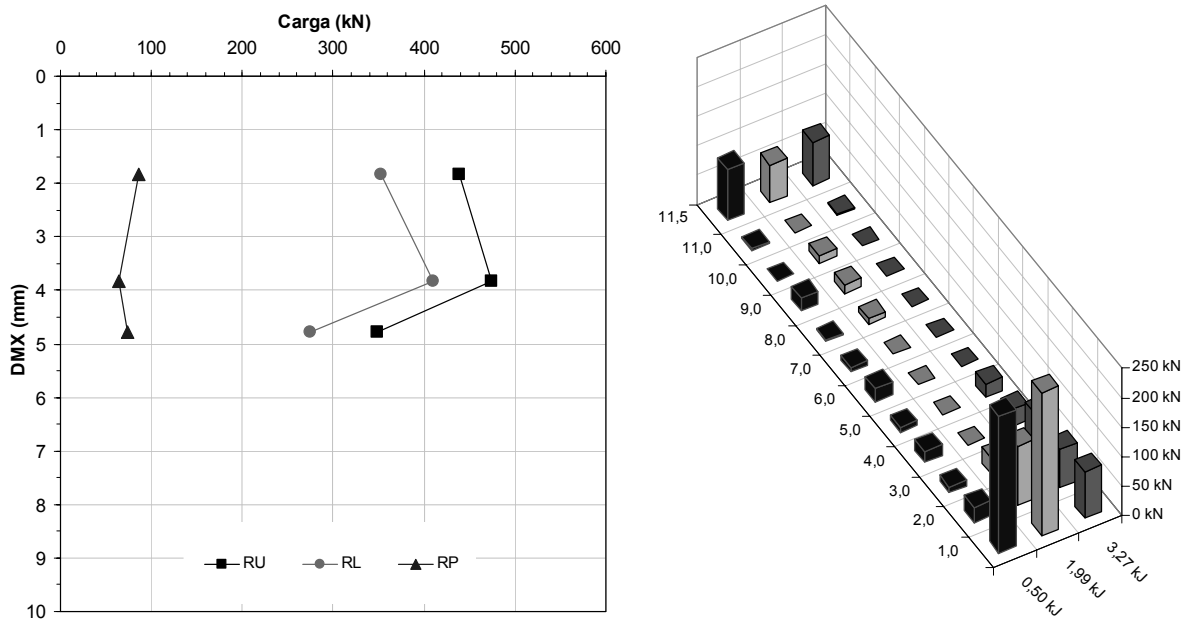 Carga (kN)
0 100 200 300 400 500 600
DMX (mm)
0
1
2
3
4
5
6
7
8
9
10
RU RL RP
11,5
11,0
10,0
9,0
8,0
7,0
6,0
5,0
4,0
3,0
2,0
1,0
0,50 kJ
1,99 kJ
3,27 kJ
250 kN
200 kN
150 kN
100 kN
50 kN
0 kN